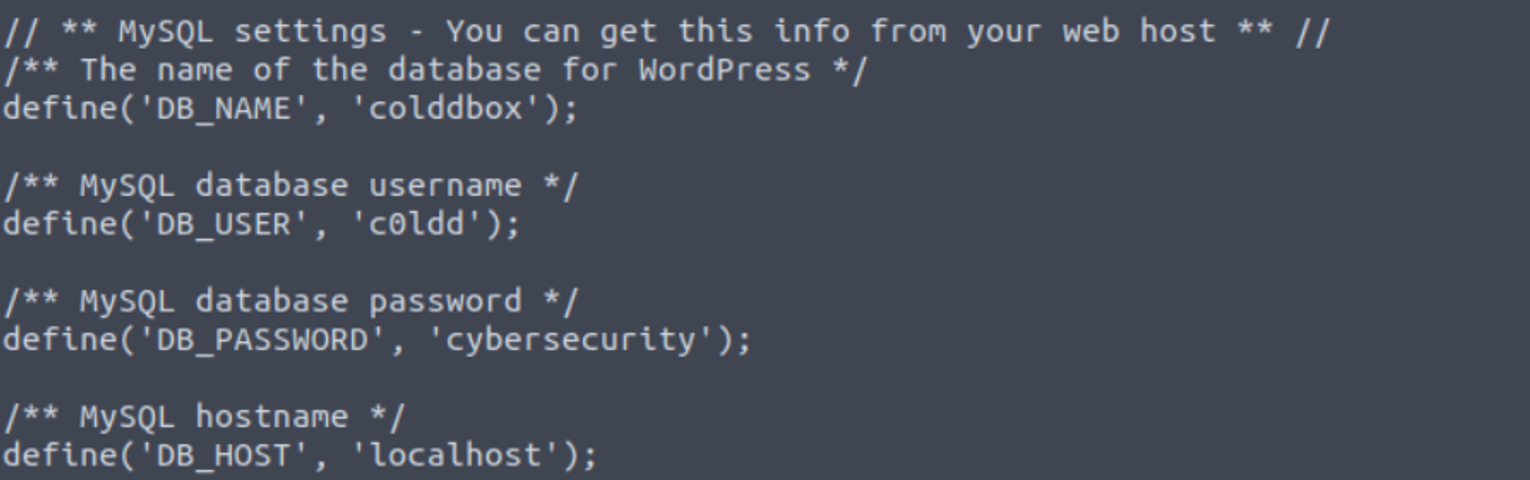 // ** MySQL settings - You can get this info from your web host ** //
/** The name of the database for WordPress */
define('DB_NAME', 'colddbox');
/** MySQL database username */
define('DB_USER', 'c0ldd');
/** MySQL database password */
define('DB_PASSWORD', 'cybersecurity');
/** MySQL hostname */
define('DB_HOST', 'localhost');